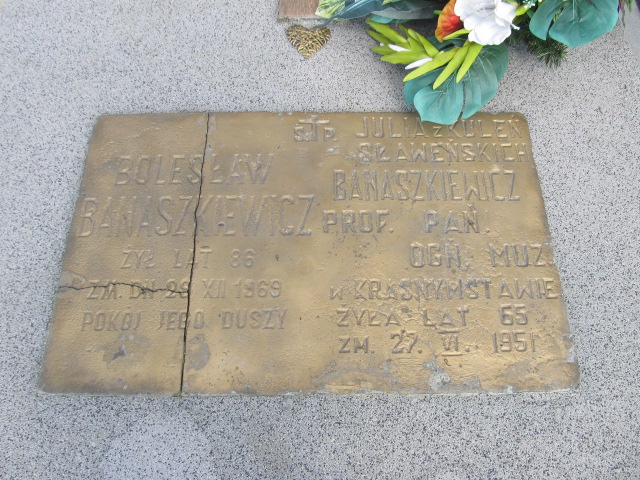 BOLESŁAW
BANASZKIEWICZ
ŻYŁ LAT 86
ZM. DN 29 XII 1969
POKÓJ JEGO DUSZY
Ś P. JULIA z KULEŃ
SŁAWEŃSKICH
BANASZKIEWICZ
PROF. PAŃ.
OGN. MUZ.
w KRASNYMSTAWIE
ŻYŁA LAT 65
ZM. 27. VI. 1951